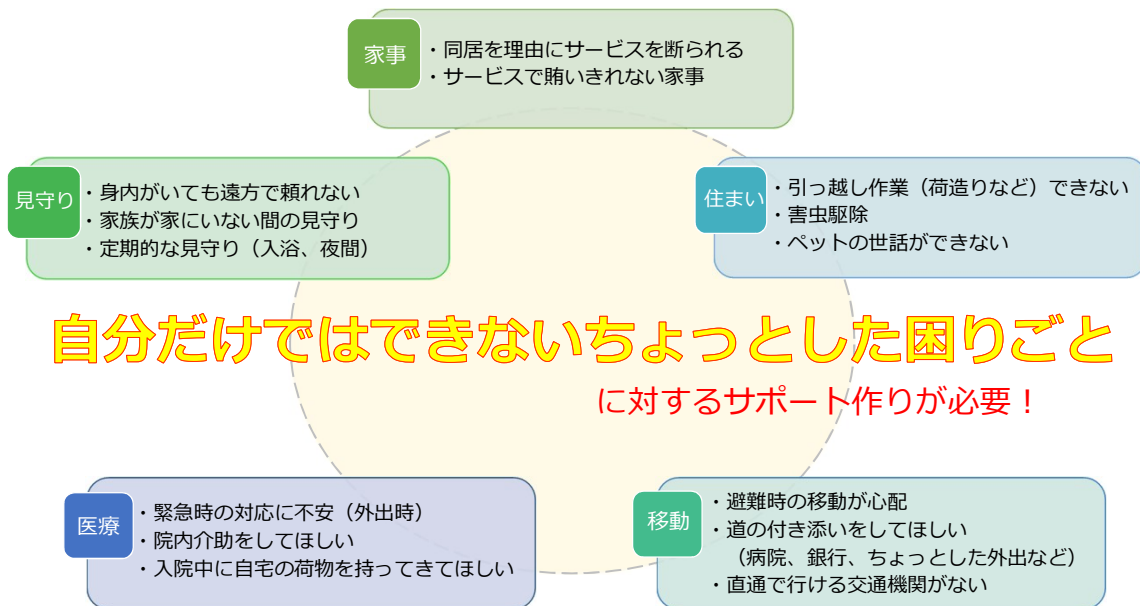 家事
・同居を理由にサービスを断られる
・サービスで賄いきれない家事
見守り
・身内がいても遠方で頼れない
・家族が家にいない間の見守り
・定期的な見守り（入浴、夜間）
住まい
・引っ越し作業（荷造りなど）できない
・害虫駆除
・ペットの世話ができない
自分だけではできないちょっとした困りごと
に対するサポート作りが必要！
医療
・緊急時の対応に不安（外出時）
・院内介助をしてほしい
・入院中に自宅の荷物を持ってきてほしい
移動
・避難時の移動が心配
・道の付き添いをしてほしい
（病院、銀行、ちょっとした外出など）
・直通で行ける交通機関がない